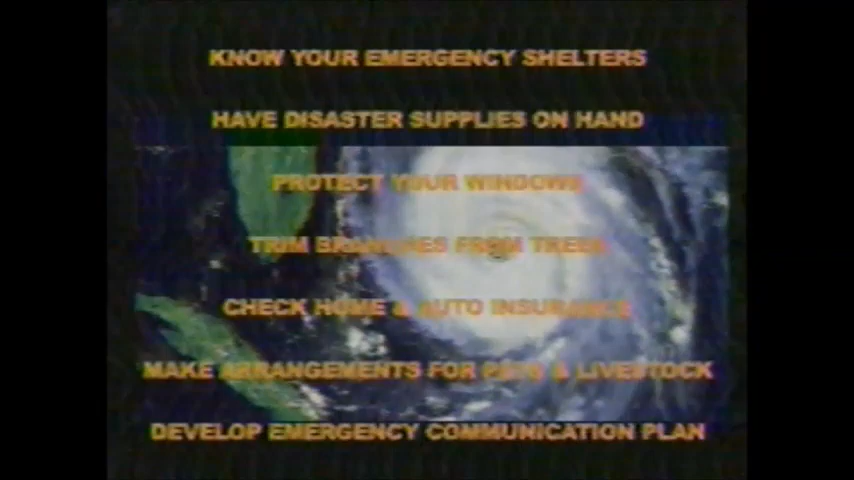 KNOW YOUR EMERGENCY SHELTERS
HAVE DISASTER SUPPLIES ON HAND
PROTECT YOUR WINDOWS
TRIM BRANCHES FROM TREES
CHECK HOME & AUTO INSURANCE
MAKE ARRANGEMENTS FOR PETS & LIVESTOCK
DEVELOP EMERGENCY COMMUNICATION PLAN